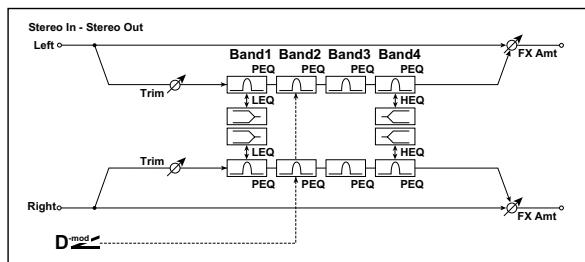 Stereo In - Stereo Out
Left
FX Amt
Band1 Band2 Band3 Band4
PEQ PEQ PEQ PEQ
Trim
LEQ HEQ
LEQ HEQ
Trim
PEQ PEQ PEQ PEQ
Right
FX Amt
D-mod